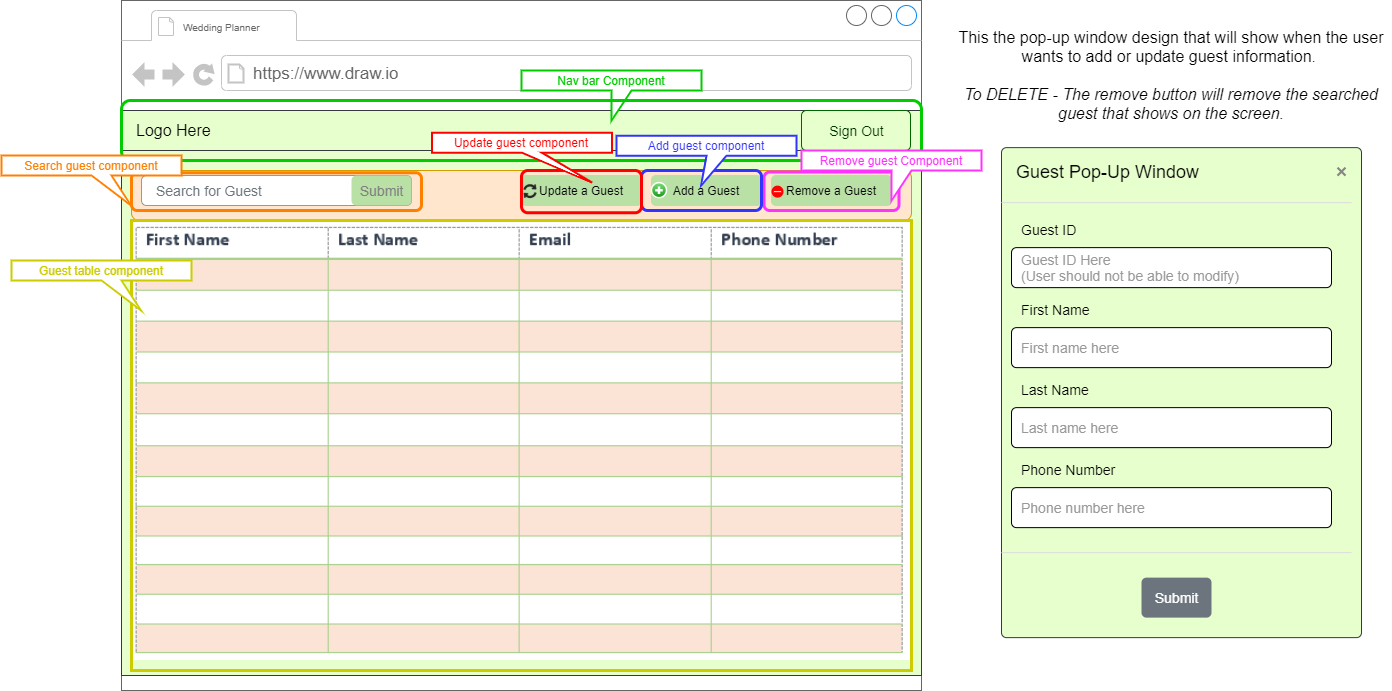 Wedding Planner
https://www.draw.io
Nav bar Component
Logo Here
Sign Out
Update guest component
Add guest component
Remove guest Component
Search guest component
Search for Guest
Submit
Update a Guest
Add a Guest
Remove a Guest
First Name
Last Name
Email
Phone Number
Guest table component
This the pop-up window design that will show when the user
wants to add or update guest information.
To DELETE - The remove button will remove the searched
guest that shows on the screen.
Guest Pop-Up Window
×
Guest ID
Guest ID Here
(User should not be able to modify)
First Name
First name here
Last Name
Last name here
Phone Number
Phone number here
Submit